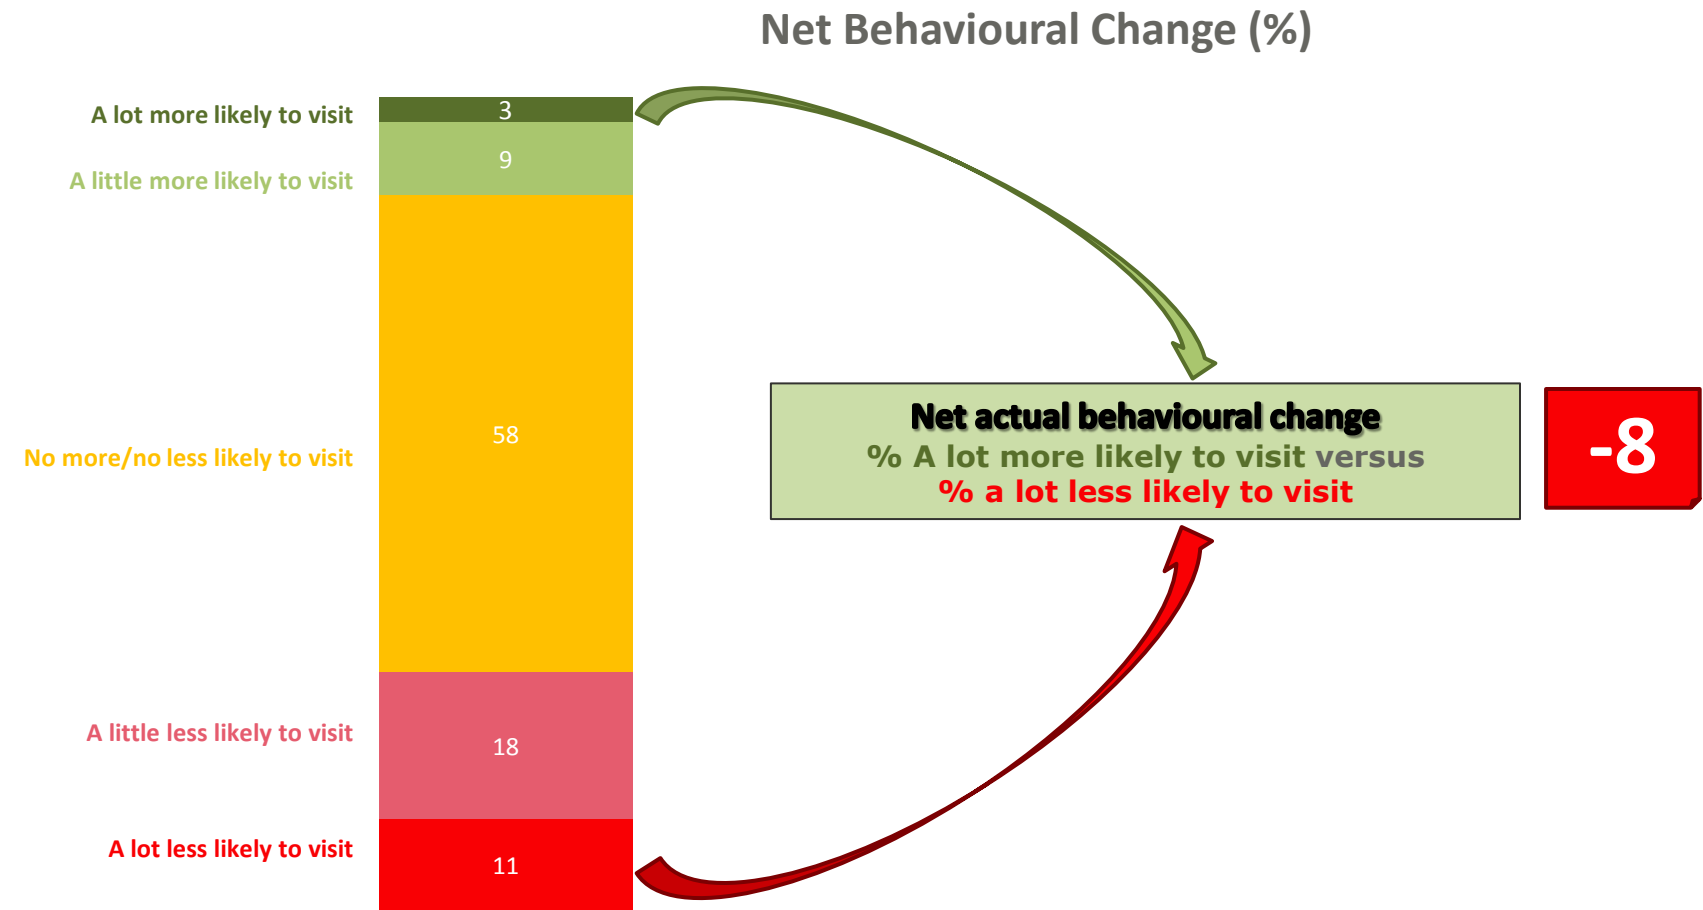 Net Behavioural Change (%)
A lot more likely to visit
3
A little more likely to visit
9
No more/no less likely to visit
58
A little less likely to visit
18
A lot less likely to visit
11
Net actual behavioural change
% A lot more likely to visit versus
% a lot less likely to visit
-8